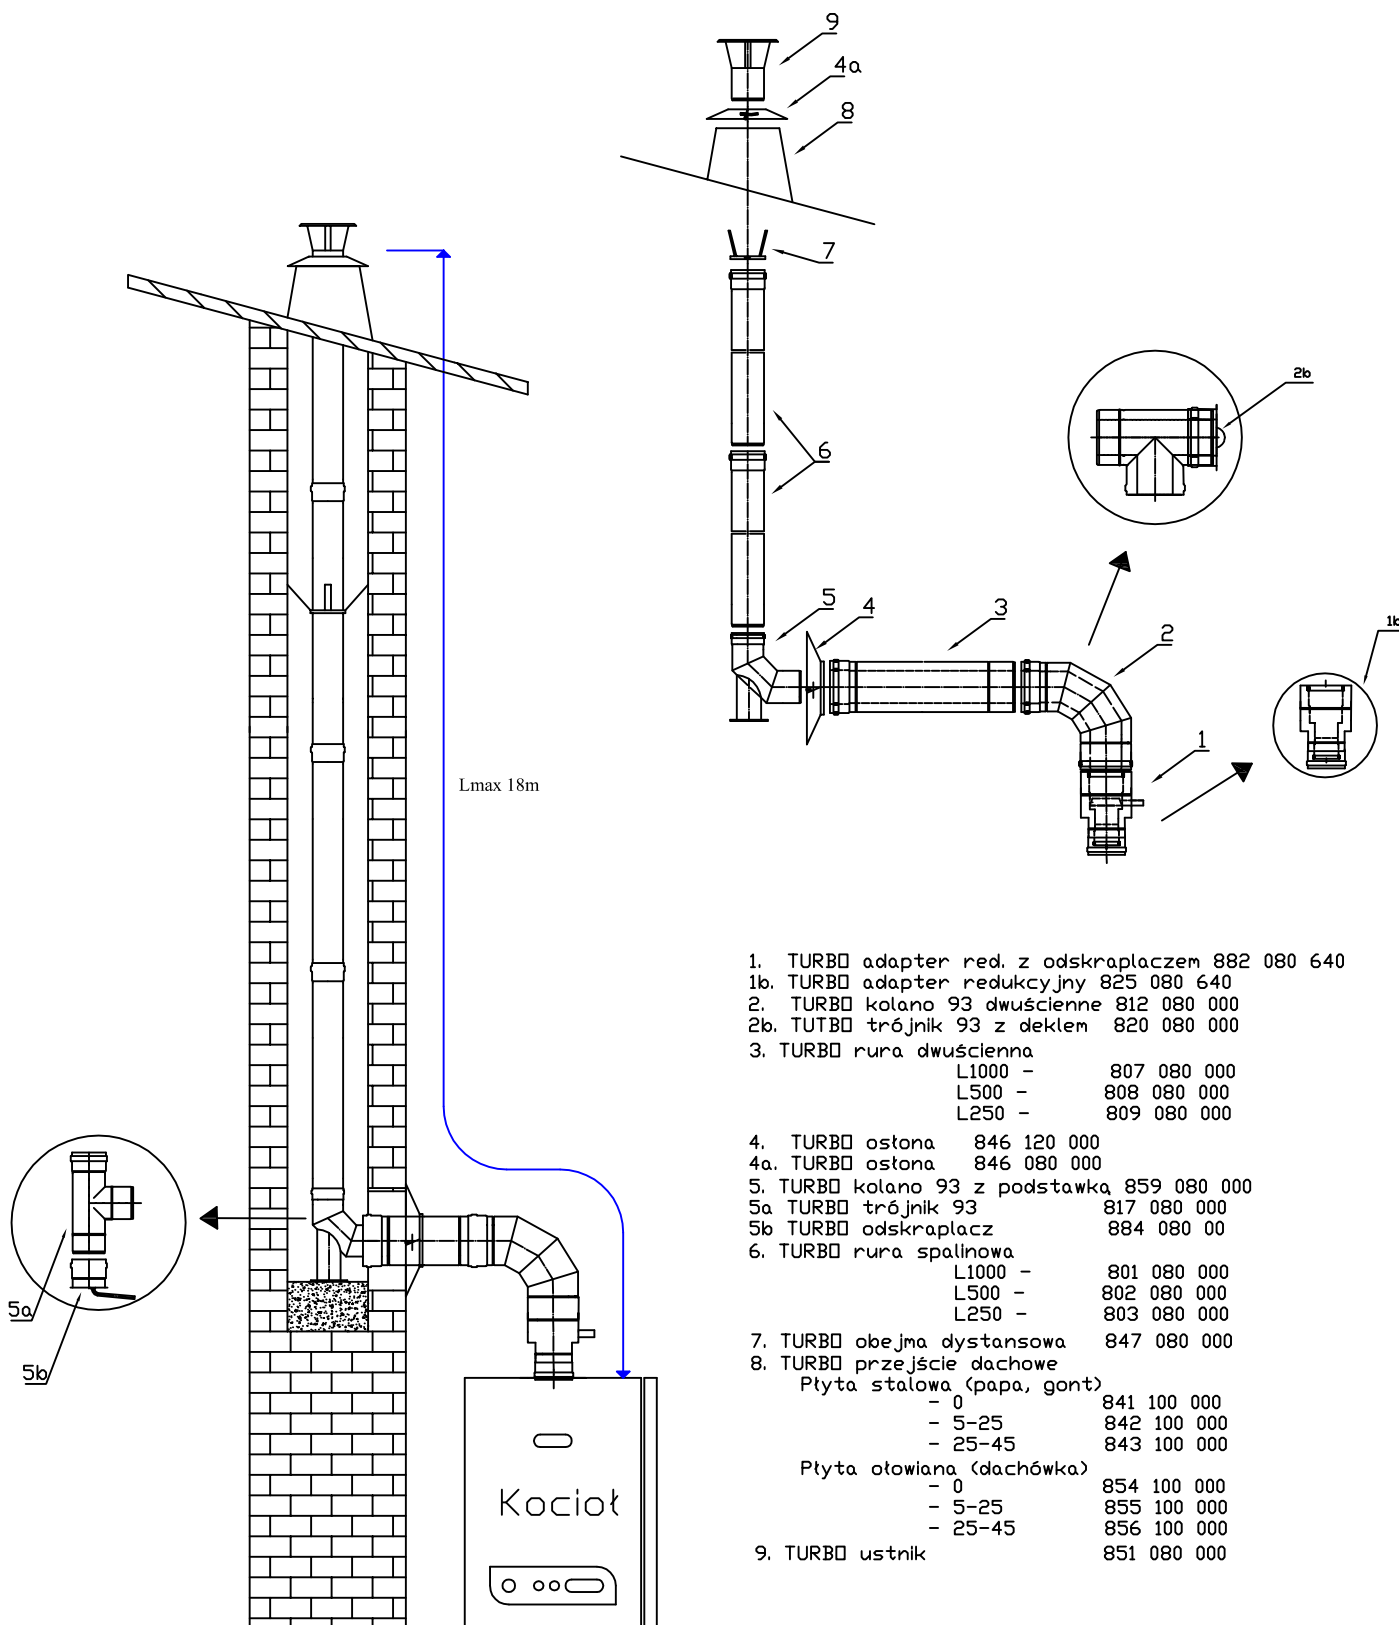 9
4a
8
7
6
2b
5
4
3
2
1b
1
Lmax 18m
5a
5b
Kocioł
1. TURBO adapter red. z odskraplaczem 882 080 640
1b. TURBO adapter redukcyjny 825 080 640
2. TURBO kolano 93 dwuścienne 812 080 000
2b. TUTBO trójnik 93 z deklem 820 080 000
3. TURBO rura dwuścienna
L1000 - 807 080 000
L500 - 808 080 000
L250 - 809 080 000
4. TURBO osłona 846 120 000
4a. TURBO osłona 846 080 000
5. TURBO kolano 93 z podstawką 859 080 000
5a TURBO trójnik 93 817 080 000
5b TURBO odskraplacz 884 080 00
6. TURBO rura spalinowa
L1000 - 801 080 000
L500 - 802 080 000
L250 - 803 080 000
7. TURBO obejma dystansowa 847 080 000
8. TURBO przejście dachowe
Płyta stalowa (papa, gont)
- 0 841 100 000
- 5-25 842 100 000
- 25-45 843 100 000
Płyta ołowiana (dachówka)
- 0 854 100 000
- 5-25 855 100 000
- 25-45 856 100 000
9. TURBO ustnik 851 080 000